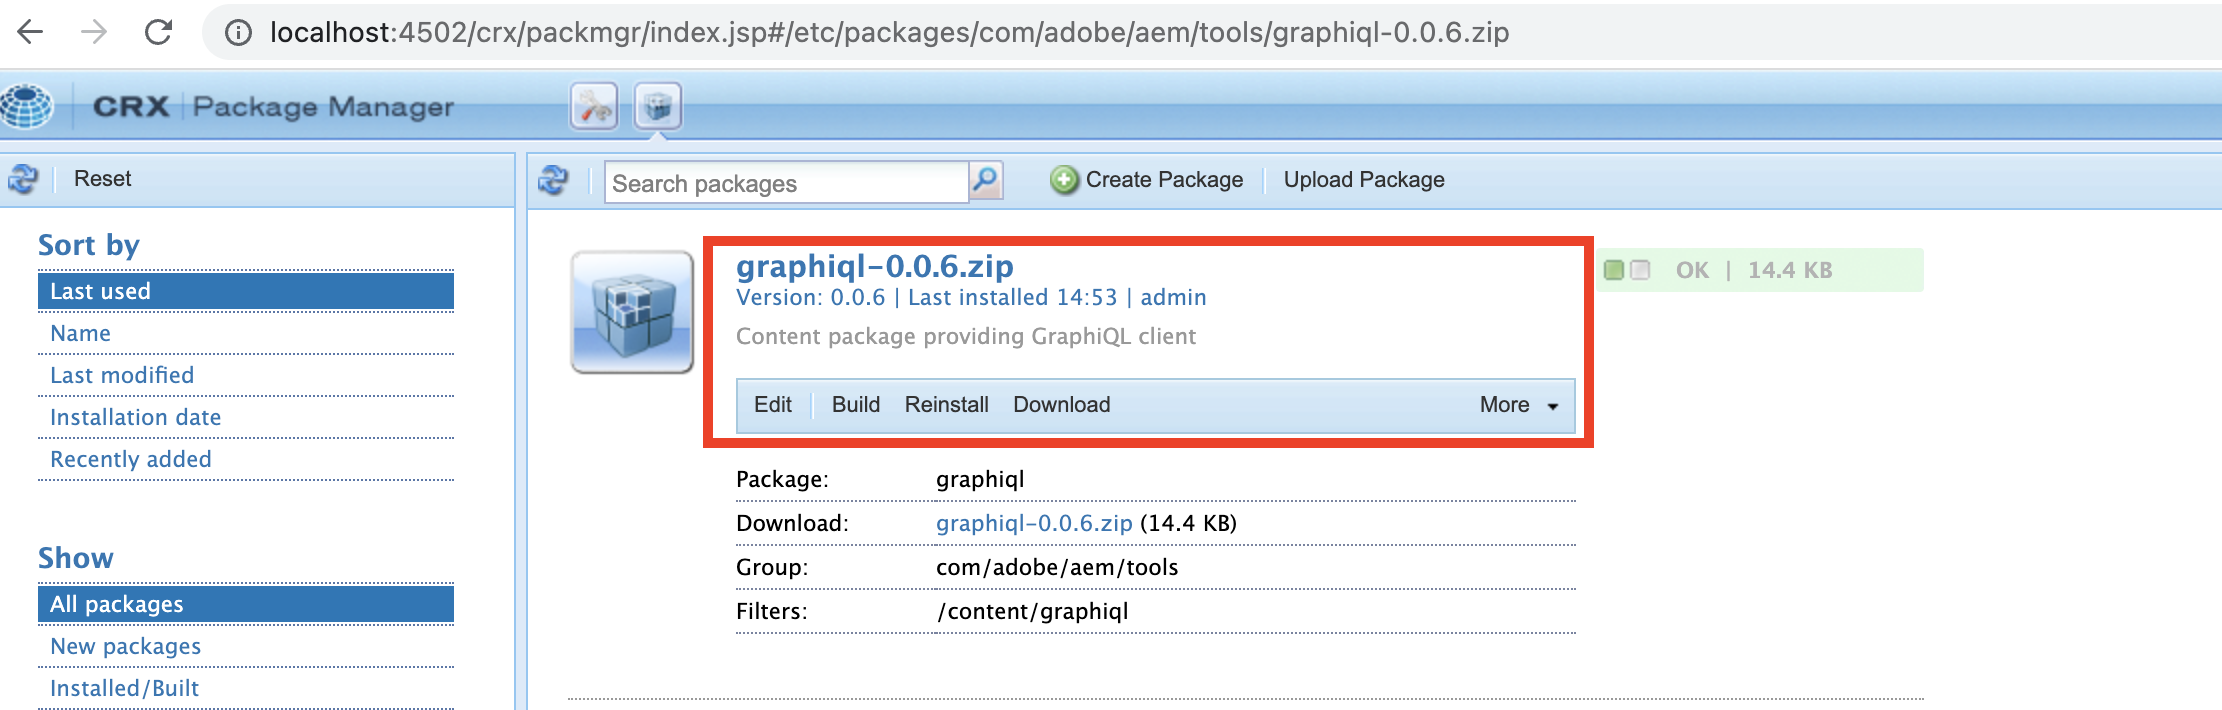 localhost:4502/crx/packmgr/index.jsp#/etc/packages/com/adobe/aem/tools/graphiql-0.0.6.zip
CRX | Package Manager
Reset
Search packages
Create Package
Upload Package
Sort by
Last used
Name
Last modified
Installation date
Recently added
Show
All packages
New packages
Installed/Built
graphiql-0.0.6.zip
Version: 0.0.6 | Last installed 14:53 | admin
Content package providing GraphiQL client
OK | 14.4 KB
Edit Build Reinstall Download More
Package: graphiql
Download: graphiql-0.0.6.zip (14.4 KB)
Group: com/adobe/aem/tools
Filters: /content/graphiql